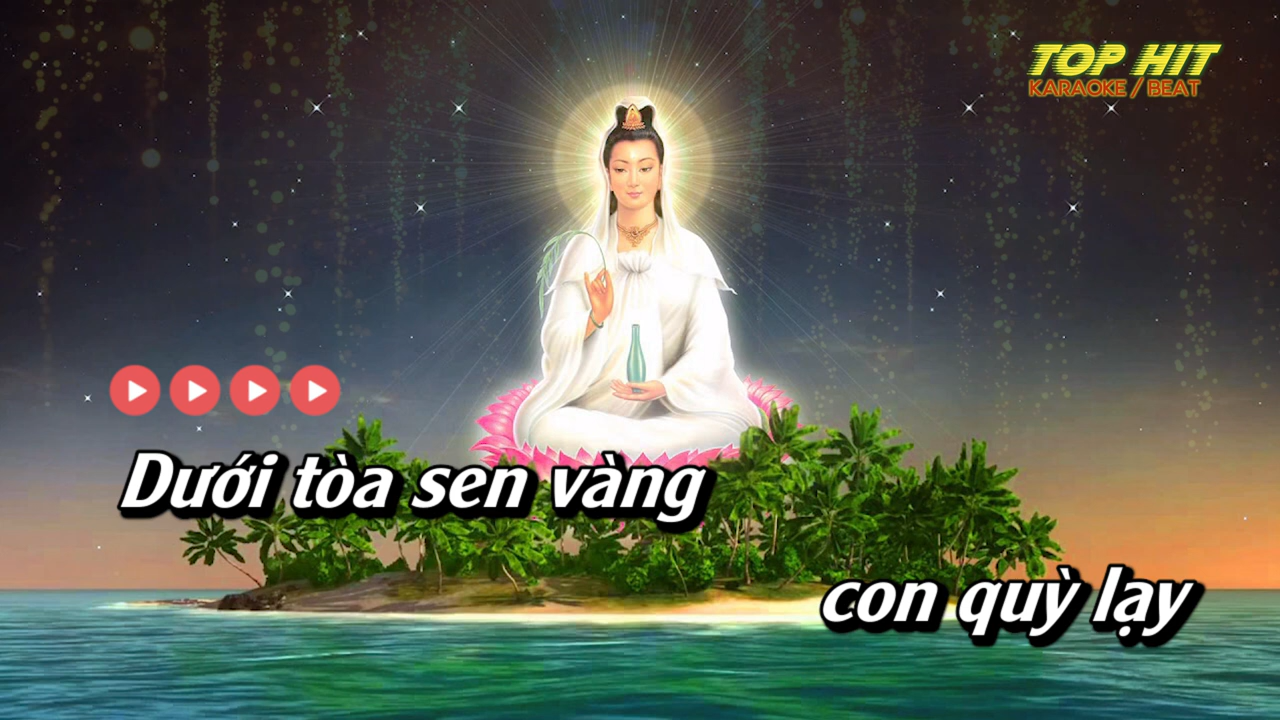 TOP HIT
KARAOKE / BEAT
Dưới tòa sen vàng
con quỳ lạy